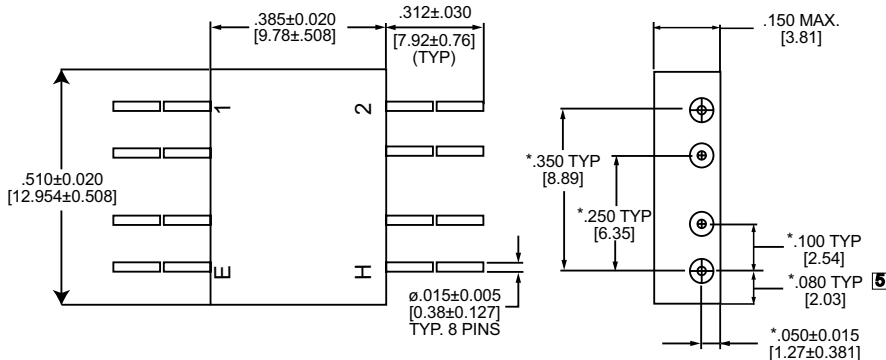 .385±0.020
[9.78±.508]
.312±.030
[7.92±0.76]
(TYP)
.150 MAX.
[3.81]
1
2
.510±0.020
[12.954±0.508]
*.350 TYP
[8.89]
*.250 TYP
[6.35]
*.100 TYP
[2.54]
E
H
ø.015±0.005
[0.38±0.127]
TYP. 8 PINS
*.080 TYP 5
[2.03]
*.050±0.015
[1.27±0.381]